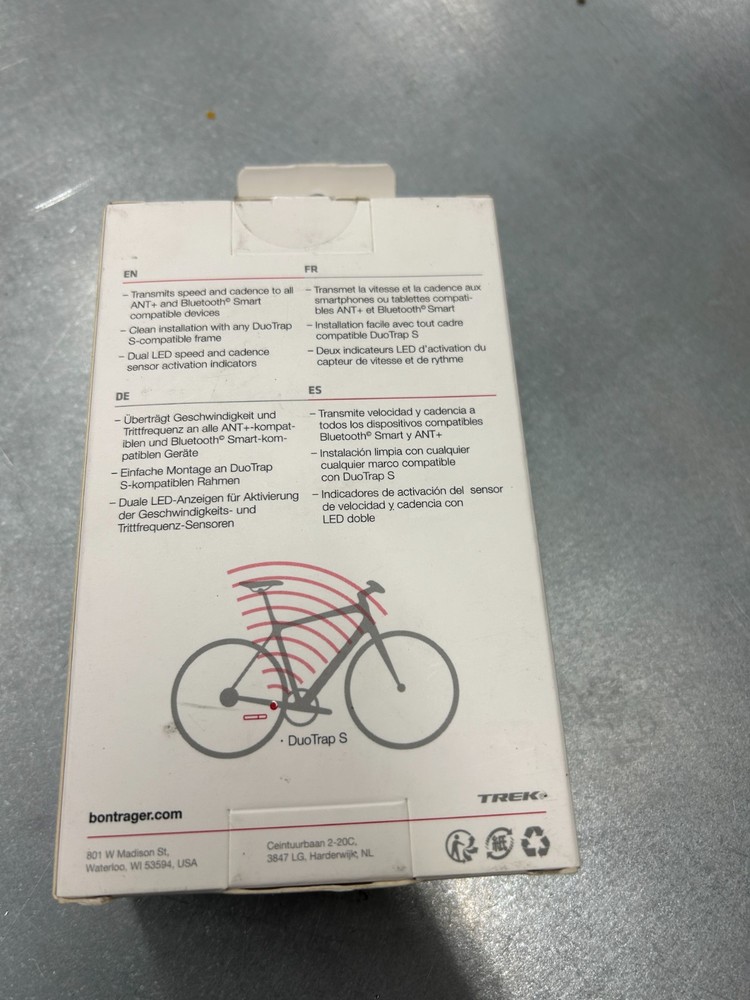 EN
– Transmits speed and cadence to all
ANT+ and Bluetooth® Smart
compatible devices
– Clean installation with any DuoTrap
S-compatible frame
– Dual LED speed and cadence
sensor activation indicators
FR
– Transmet la vitesse et la cadence aux
smartphones ou tablettes compati-
bles ANT+ et Bluetooth® Smart
– Installation facile avec tout cadre
compatible DuoTrap S
– Deux indicateurs LED d'activation du
capteur de vitesse et de rythme
DE
– Überträgt Geschwindigkeit und
Trittfrequenz an alle ANT+-kompat-
iblen und Bluetooth® Smart-kom-
patiblen Geräte
– Einfache Montage an DuoTrap
S-kompatiblen Rahmen
– Duale LED-Anzeigen für Aktivierung
der Geschwindigkeits- und
Trittfrequenz-Sensoren
ES
– Transmite velocidad y cadencia a
todos los dispositivos compatibles
Bluetooth® Smart y ANT+
– Instalación limpia con cualquier
cualquier marco compatible
con DuoTrap S
– Indicadores de activación del sensor
de velocidad y cadencia con
LED doble
· DuoTrap S
TREK®
bontrager.com
801 W Madison St,
Waterloo, WI 53594, USA
Ceintuurbaan 2-20C,
3847 LG, Harderwijk, NL
紙